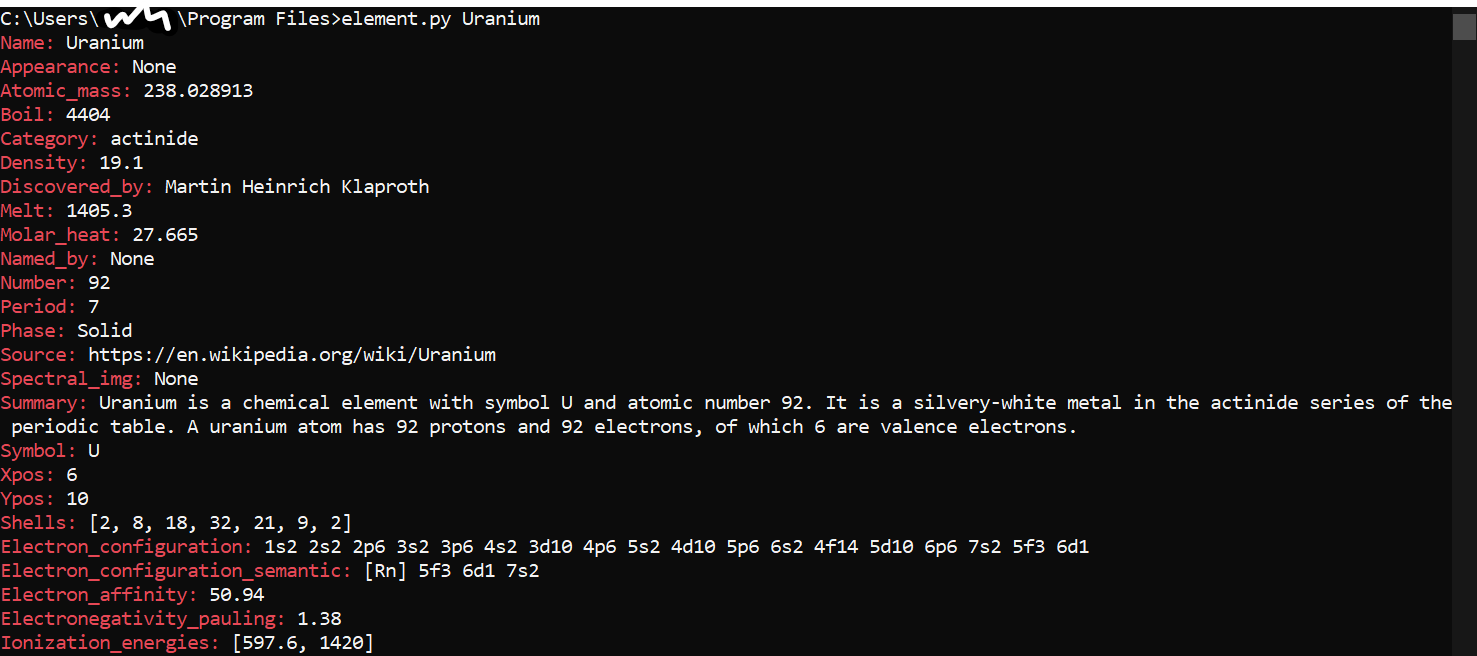 C:\Users\ \Program Files>element.py Uranium
Name: Uranium
Appearance: None
Atomic_mass: 238.028913
Boil: 4404
Category: actinide
Density: 19.1
Discovered_by: Martin Heinrich Klaproth
Melt: 1405.3
Molar_heat: 27.665
Named_by: None
Number: 92
Period: 7
Phase: Solid
Source: https://en.wikipedia.org/wiki/Uranium
Spectral_img: None
Summary: Uranium is a chemical element with symbol U and atomic number 92. It is a silvery-white metal in the actinide series of the
periodic table. A uranium atom has 92 protons and 92 electrons, of which 6 are valence electrons.
Symbol: U
Xpos: 6
Ypos: 10
Shells: [2, 8, 18, 32, 21, 9, 2]
Electron_configuration: 1s2 2s2 2p6 3s2 3p6 4s2 3d10 4p6 5s2 4d10 5p6 6s2 4f14 5d10 6p6 7s2 5f3 6d1
Electron_configuration_semantic: [Rn] 5f3 6d1 7s2
Electron_affinity: 50.94
Electronegativity_pauling: 1.38
Ionization_energies: [597.6, 1420]